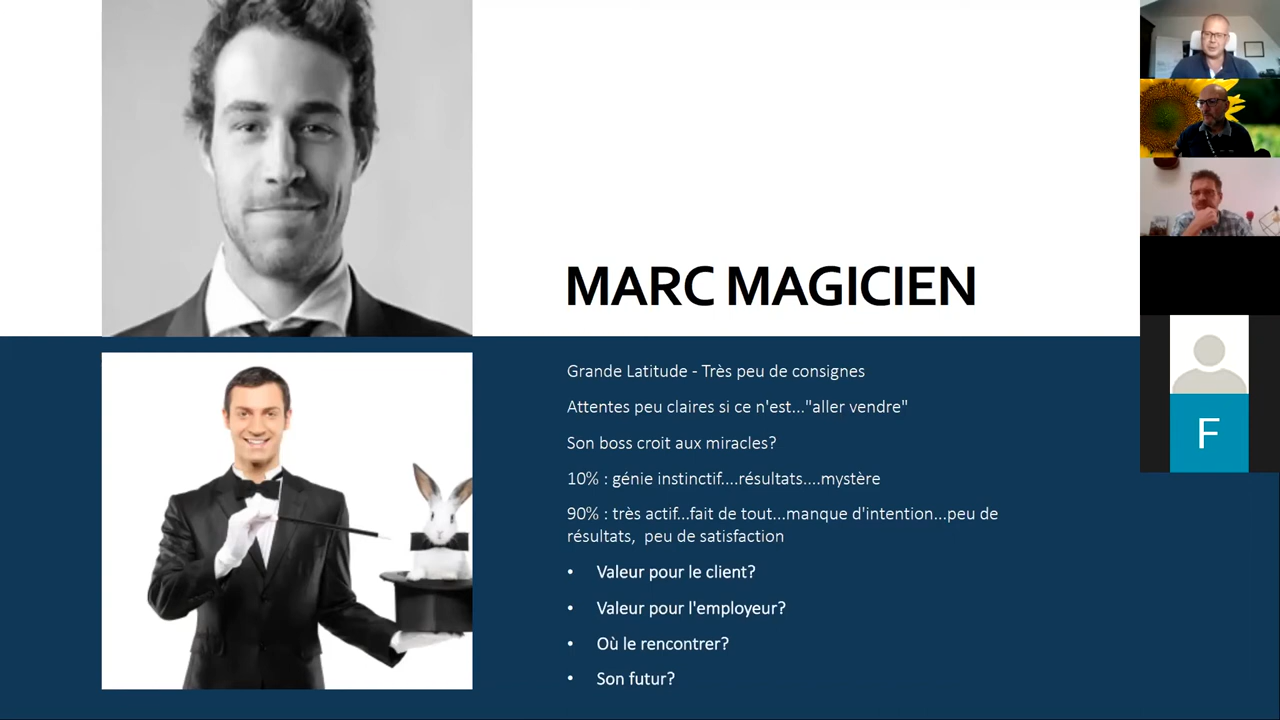 MARC MAGICIEN
Grande Latitude - Très peu de consignes
Attentes peu claires si ce n'est..."aller vendre"
Son boss croit aux miracles?
10% : génie instinctif....résultats....mystère
90% : très actif...fait de tout...manque d'intention...peu de
résultats, peu de satisfaction
• Valeur pour le client?
• Valeur pour l'employeur?
• Où le rencontrer?
• Son futur?
F